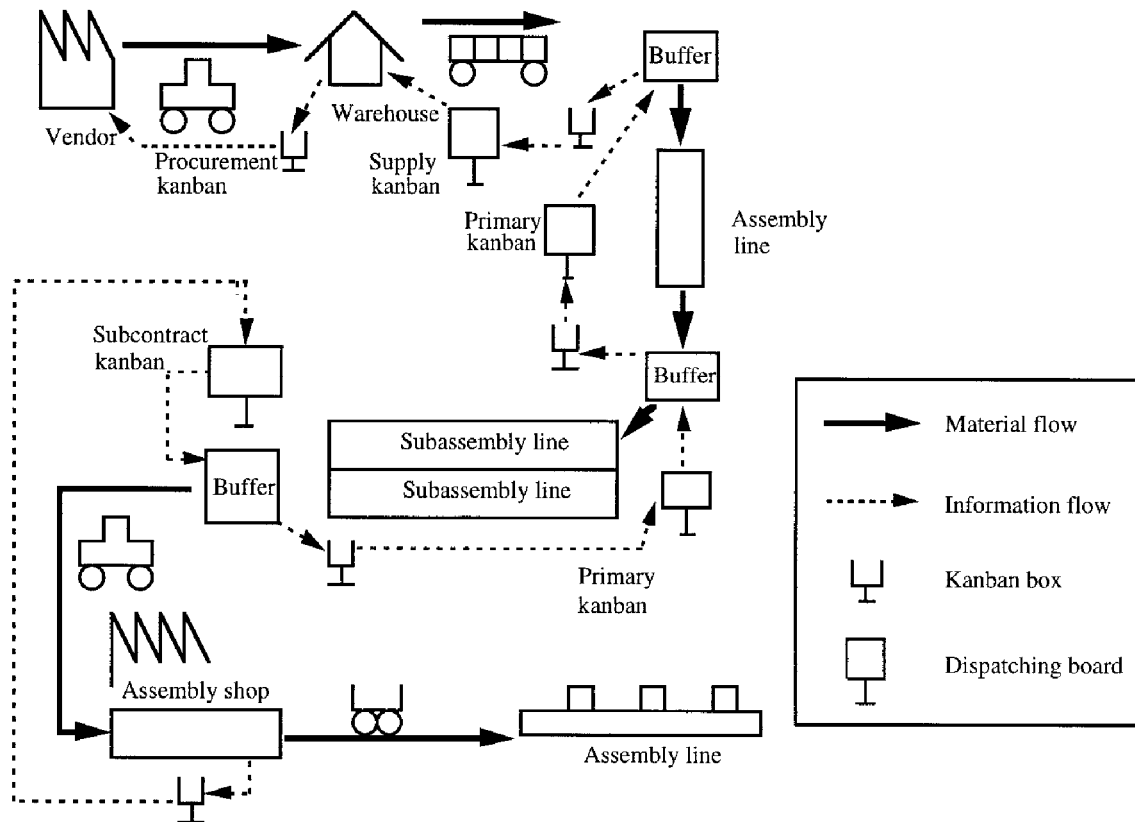 Buffer
Warehouse
Vendor
Procurement
kanban
Supply
kanban
Primary
kanban
Assembly
line
Subcontract
kanban
Buffer
Subassembly line
Subassembly line
Buffer
Primary
kanban
Assembly shop
Assembly line
Material flow
Information flow
Kanban box
Dispatching board